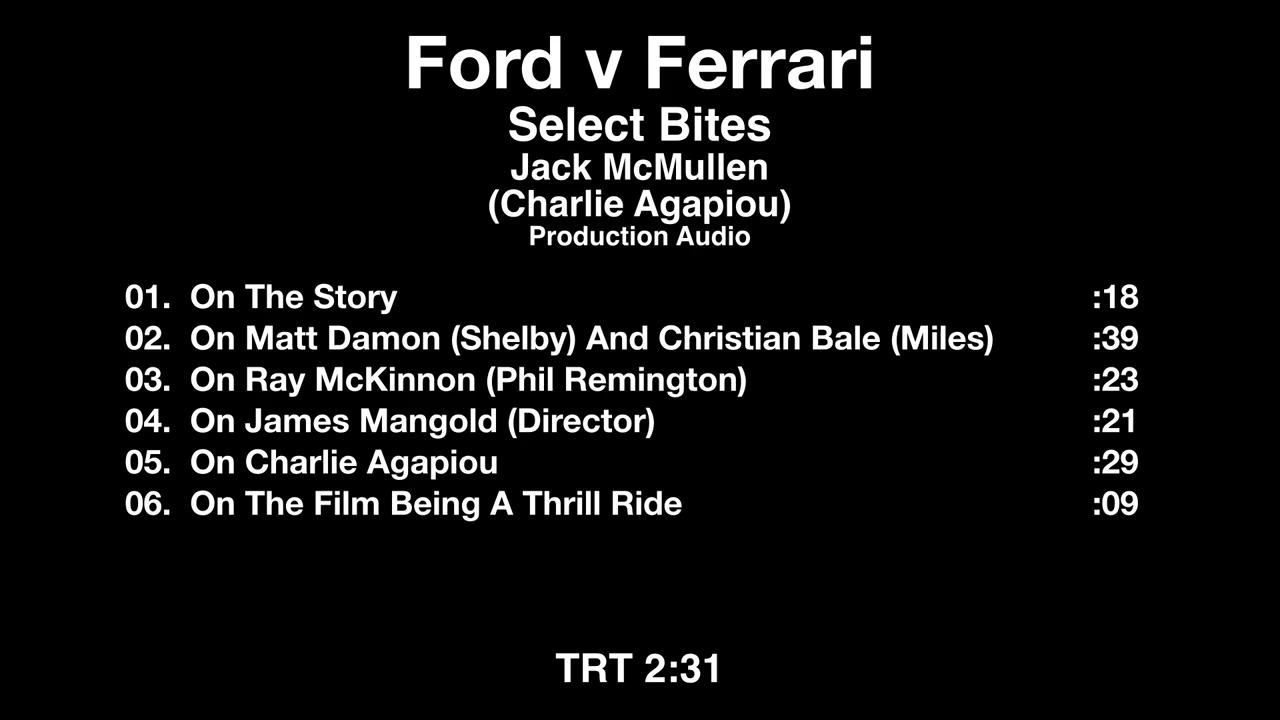 Ford v Ferrari
Select Bites
Jack McMullen
(Charlie Agapiou)
Production Audio
01. On The Story :18
02. On Matt Damon (Shelby) And Christian Bale (Miles) :39
03. On Ray McKinnon (Phil Remington) :23
04. On James Mangold (Director) :21
05. On Charlie Agapiou :29
06. On The Film Being A Thrill Ride :09
TRT 2:31